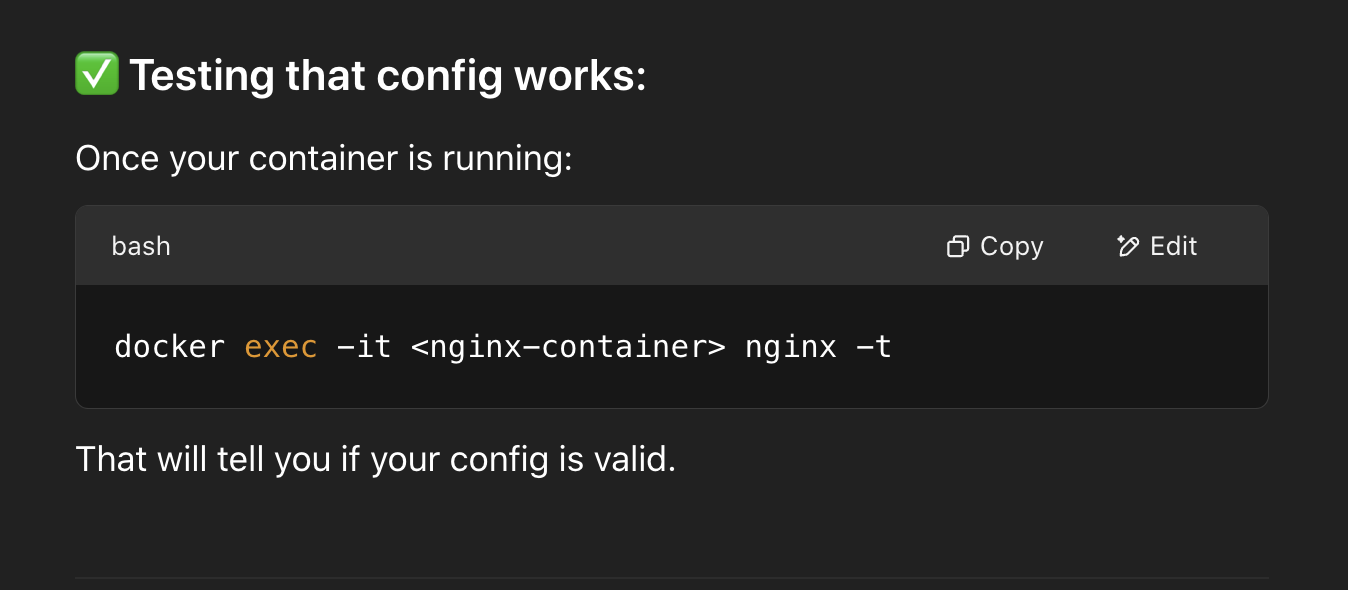 ✅ Testing that config works:
Once your container is running:
bash
Copy
Edit
docker exec -it <nginx-container> nginx -t
That will tell you if your config is valid.